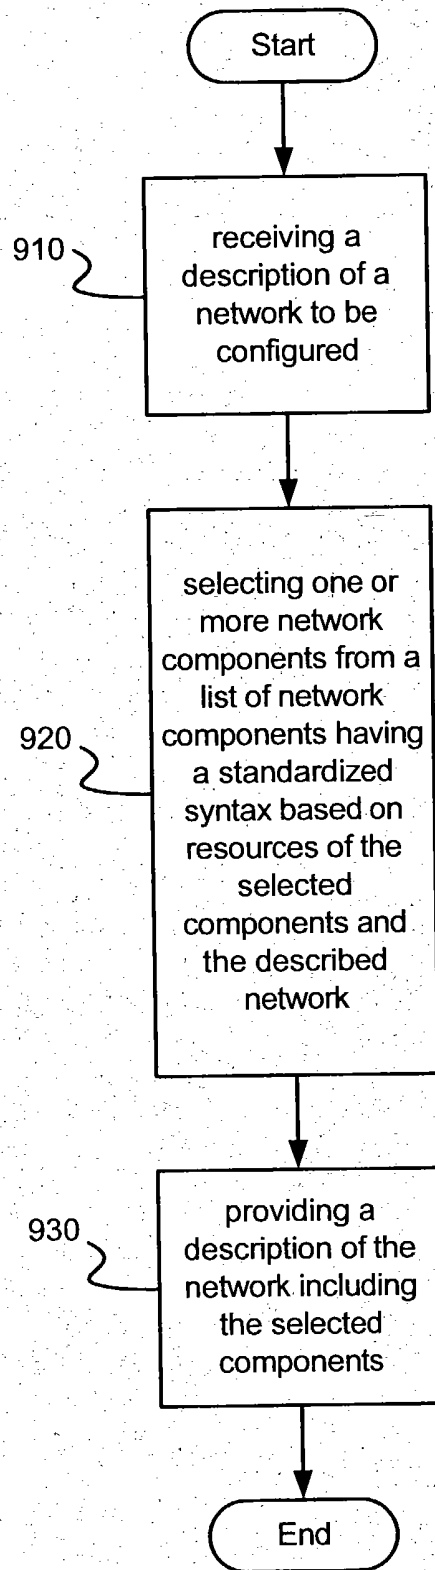 Start
910
receiving a
description of a
network to be
configured
920
selecting one or
more network
components from a
list of network
components having
a standardized
syntax based on
resources of the
selected
components and
the described
network
930
providing a
description of the
network including
the selected
components
End